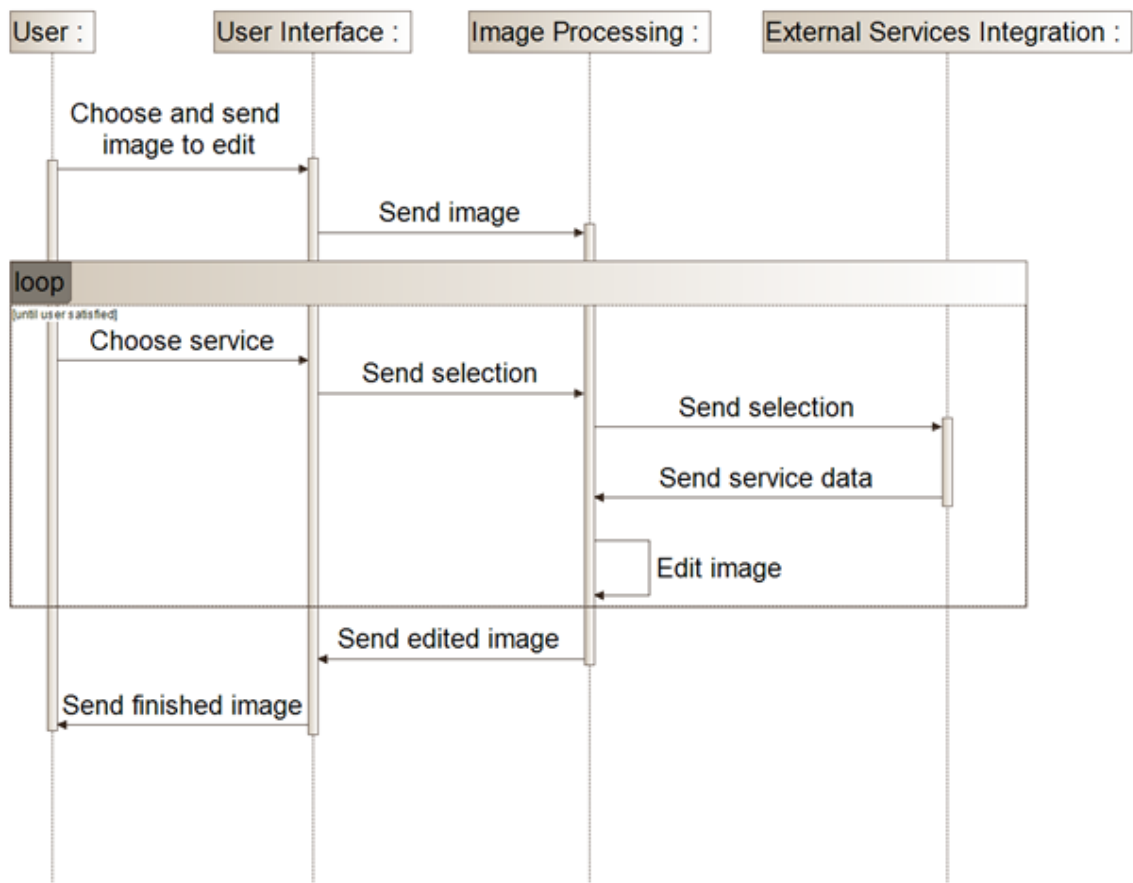 User :
User Interface :
Image Processing :
External Services Integration :
Choose and send
image to edit
Send image
loop
[until user satisfied]
Choose service
Send selection
Send selection
Send service data
Edit image
Send edited image
Send finished image